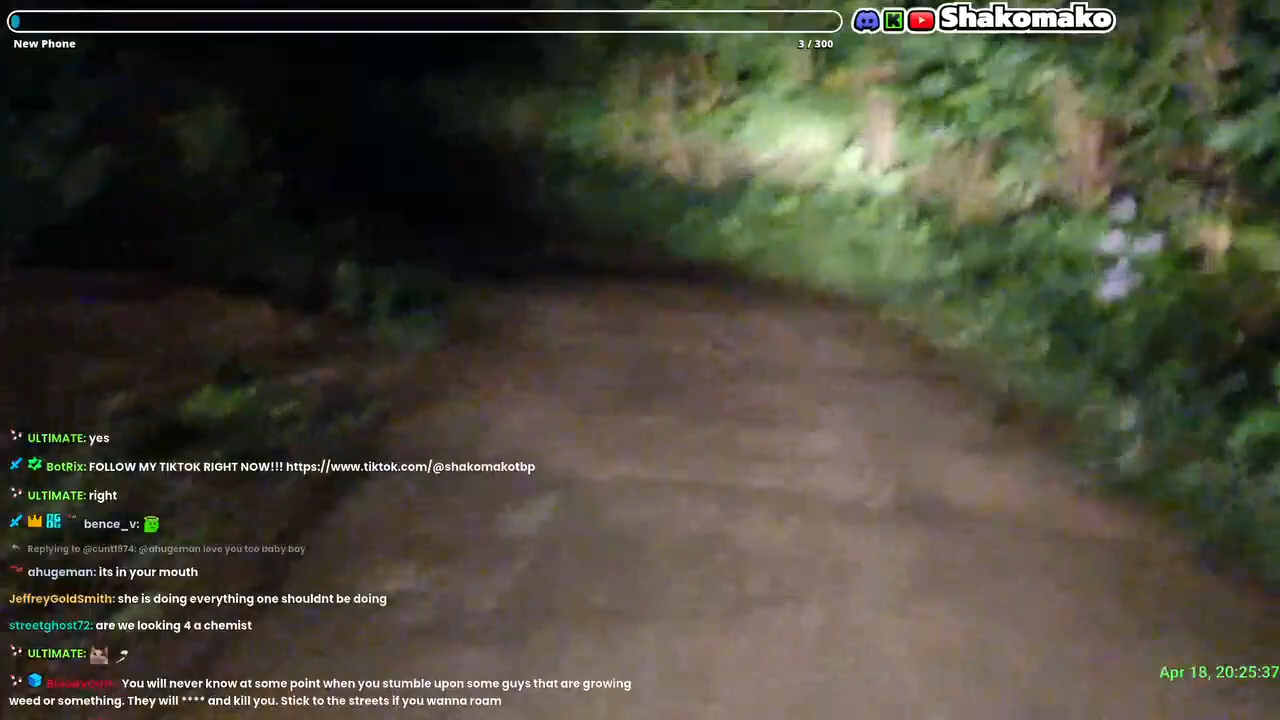 Shakomako
New Phone
3 / 300
ULTIMATE: yes
BotRix: FOLLOW MY TIKTOK RIGHT NOW!!! https://www.tiktok.com/@shakomakotbp
ULTIMATE: right
bence_v:
Replying to @cunt1974: @ahugeman love you too baby boy
ahugeman: its in your mouth
JeffreyGoldSmith: she is doing everything one shouldnt be doing
streetghost72: are we looking 4 a chemist
ULTIMATE:
You will never know at some point when you stumble upon some guys that are growing
weed or something. They will **** and kill you. Stick to the streets if you wanna roam
Apr 18, 20:25:37